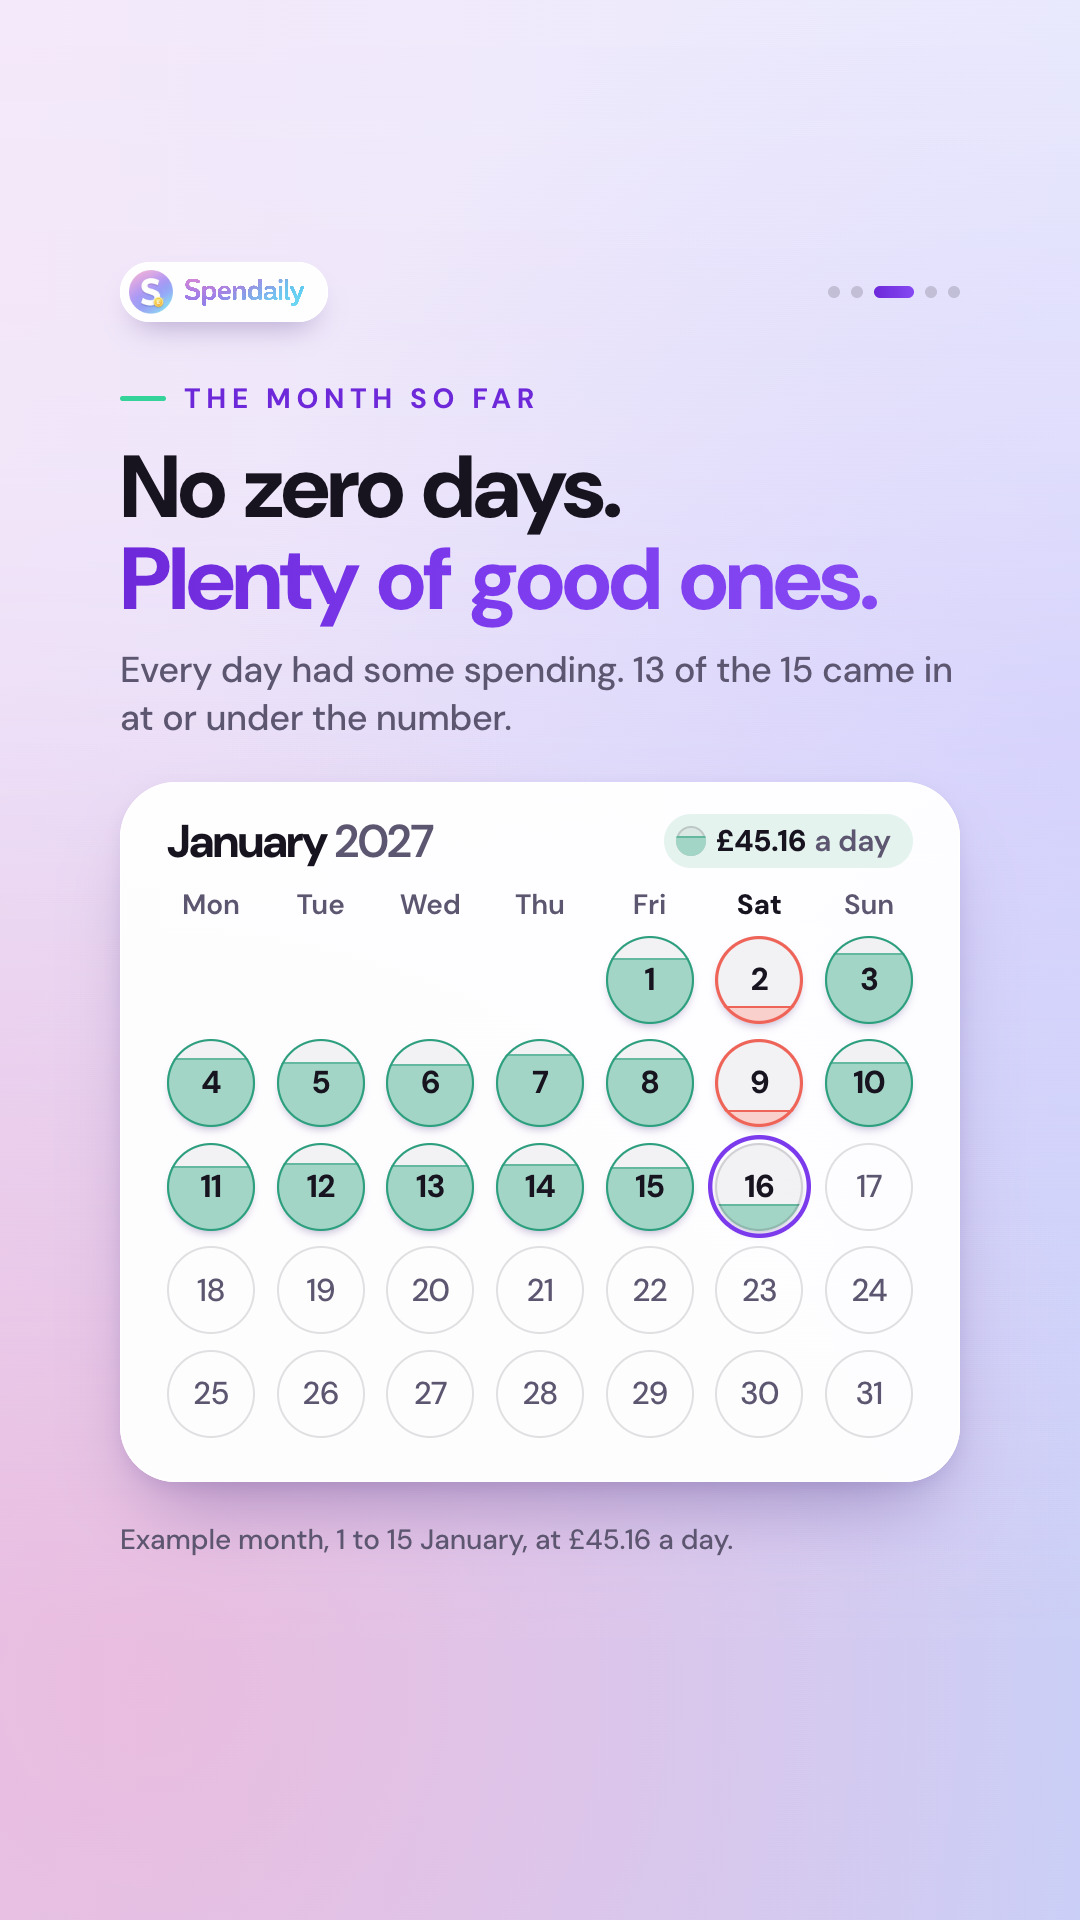 Spendaily
THE MONTH SO FAR
No zero days.
Plenty of good ones.
Every day had some spending. 13 of the 15 came in
at or under the number.
January 2027 £45.16 a day
Mon Tue Wed Thu Fri Sat Sun
1 2 3
4 5 6 7 8 9 10
11 12 13 14 15 16 17
18 19 20 21 22 23 24
25 26 27 28 29 30 31
Example month, 1 to 15 January, at £45.16 a day.